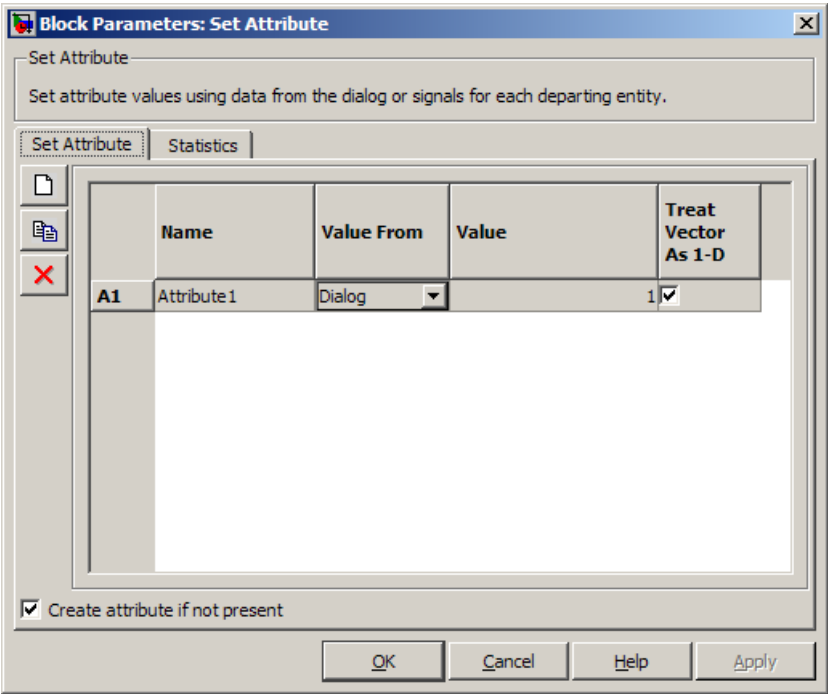 Block Parameters: Set Attribute
Set Attribute
Set attribute values using data from the dialog or signals for each departing entity.
Set Attribute Statistics
Name Value From Value Treat Vector As 1-D
A1 Attribute1 Dialog 1
Create attribute if not present
OK Cancel Help Apply